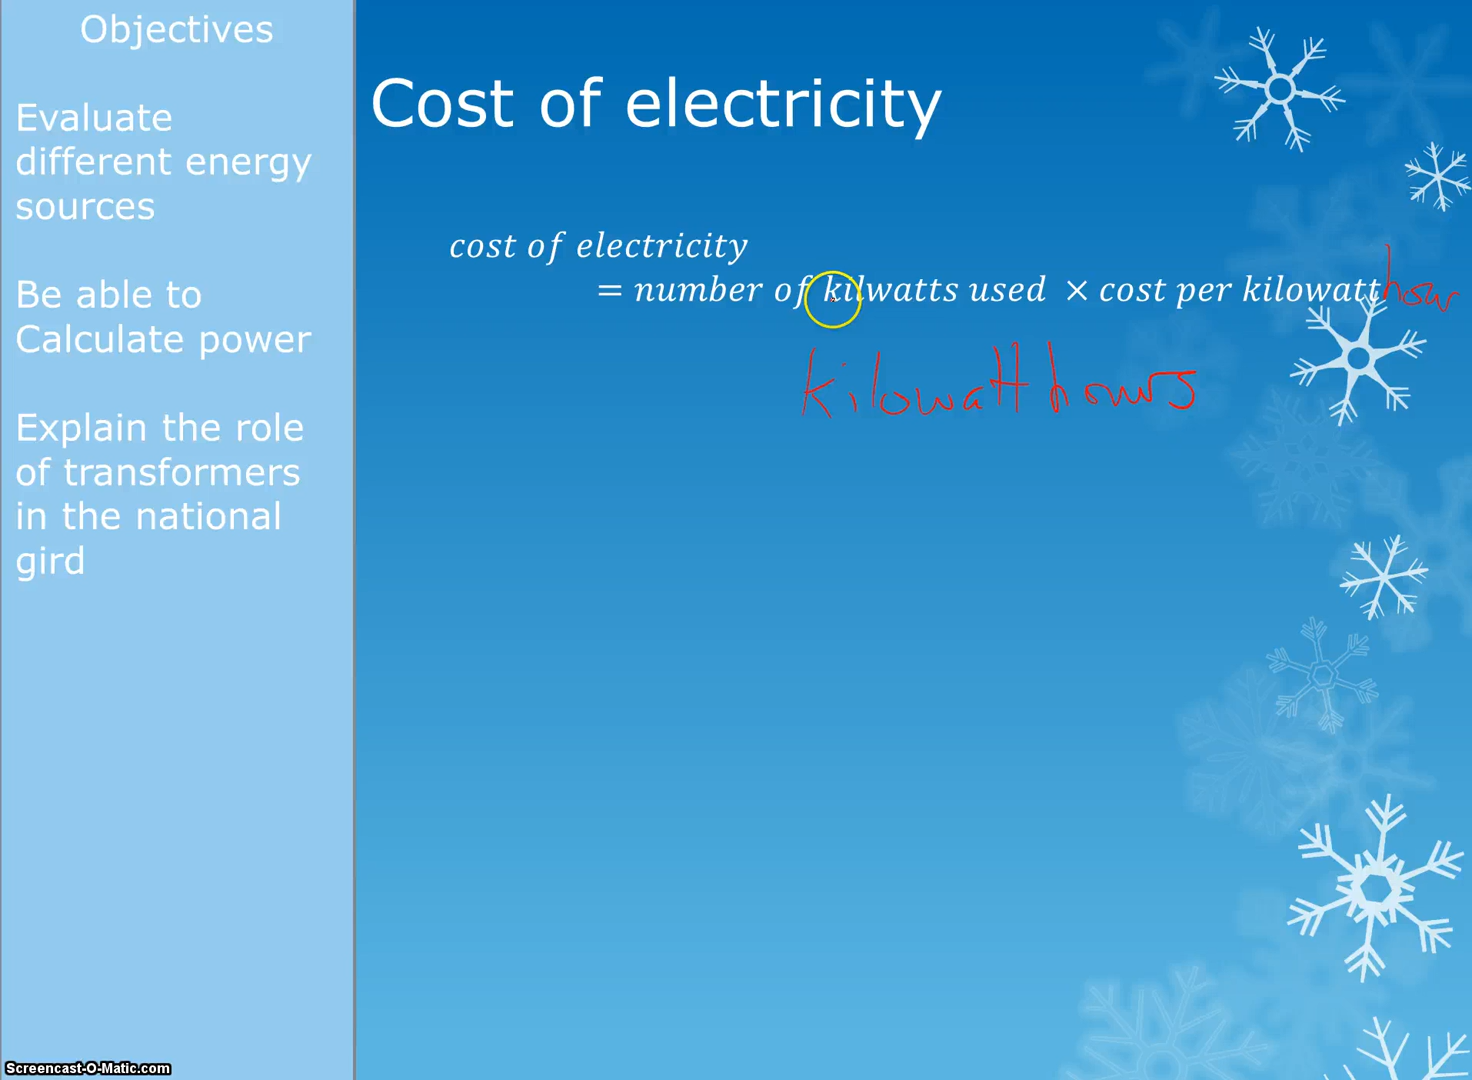 Objectives
Evaluate
different energy
sources
Be able to
Calculate power
Explain the role
of transformers
in the national
gird
Cost of electricity
cost of electricity
= number of kilwatts used × cost per kilowatt hour
kilowatt hours
Screencast-O-Matic.com